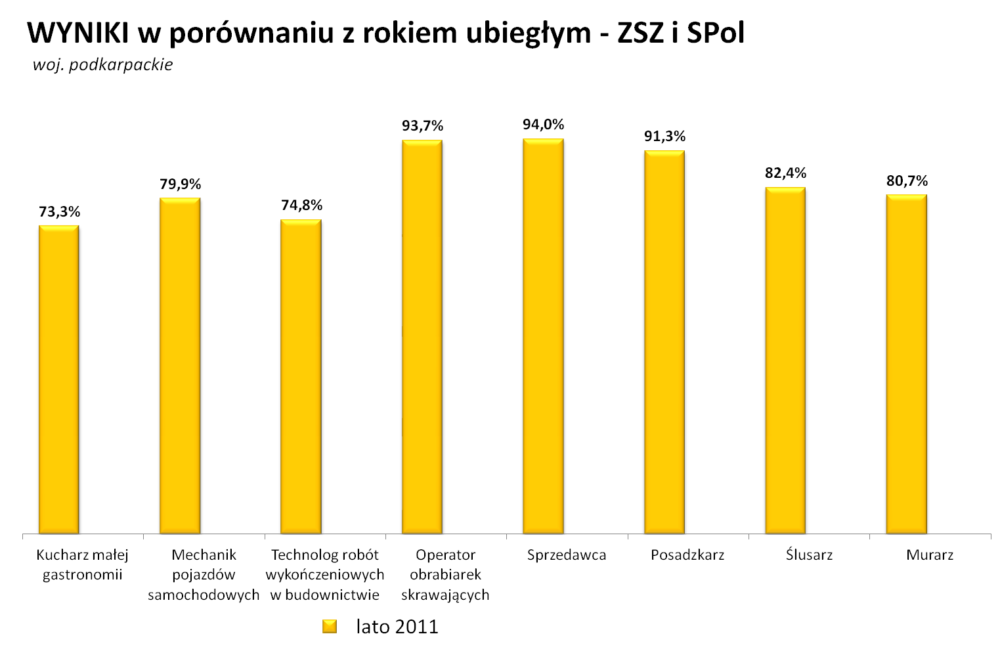 WYNIKI w porównaniu z rokiem ubiegłym - ZSZ i SPol
woj. podkarpackie
73,3%
79,9%
74,8%
93,7%
94,0%
91,3%
82,4%
80,7%
Kucharz małej
gastronomii
Mechanik
pojazdów
samochodowych
Technolog robót
wykończeniowych
w budownictwie
Operator
obrabiarek
skrawających
Sprzedawca
Posadzkarz
Ślusarz
Murarz
lato 2011